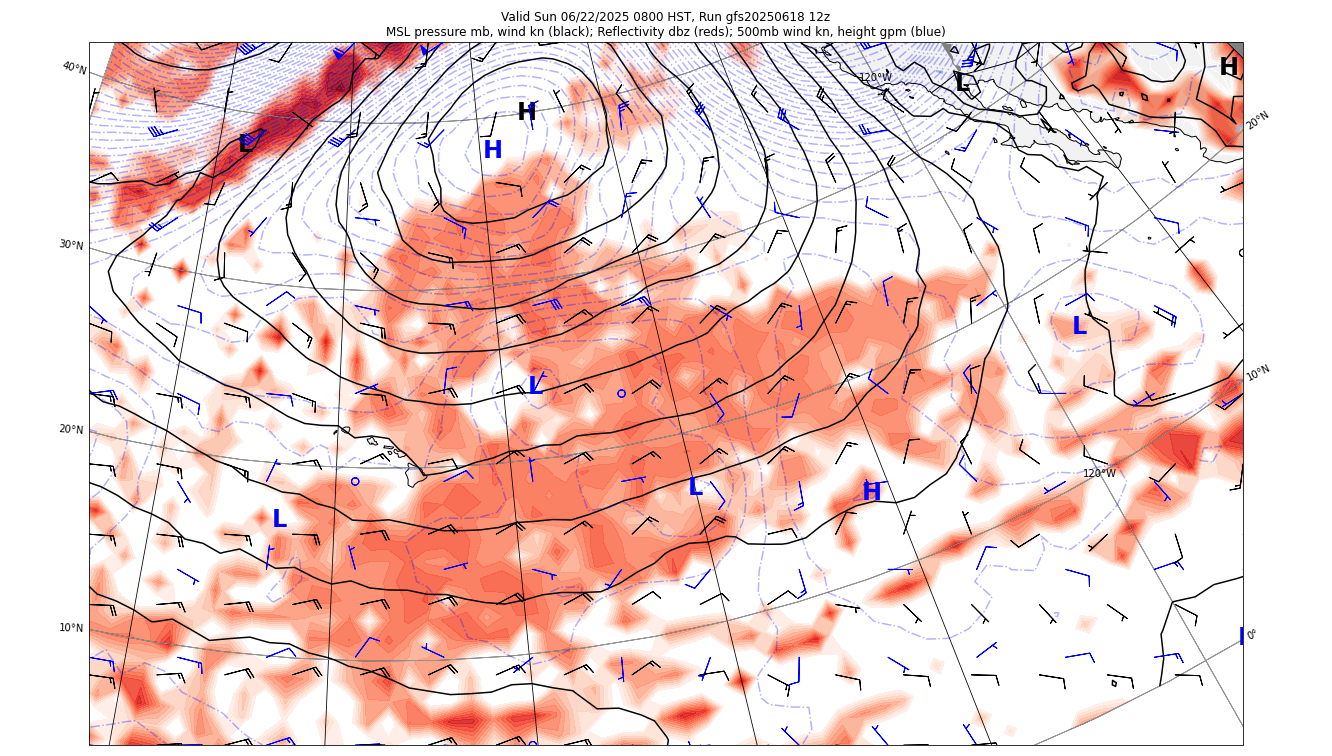 Valid Sun 06/22/2025 0800 HST, Run gfs20250618 12z
MSL pressure mb, wind kn (black); Reflectivity dbz (reds); 500mb wind kn, height gpm (blue)
40°N
120°W
L
H
20°N
H
L
H
30°N
L
10°N
L
20°N
120°W
L
H
L
10°N
0°